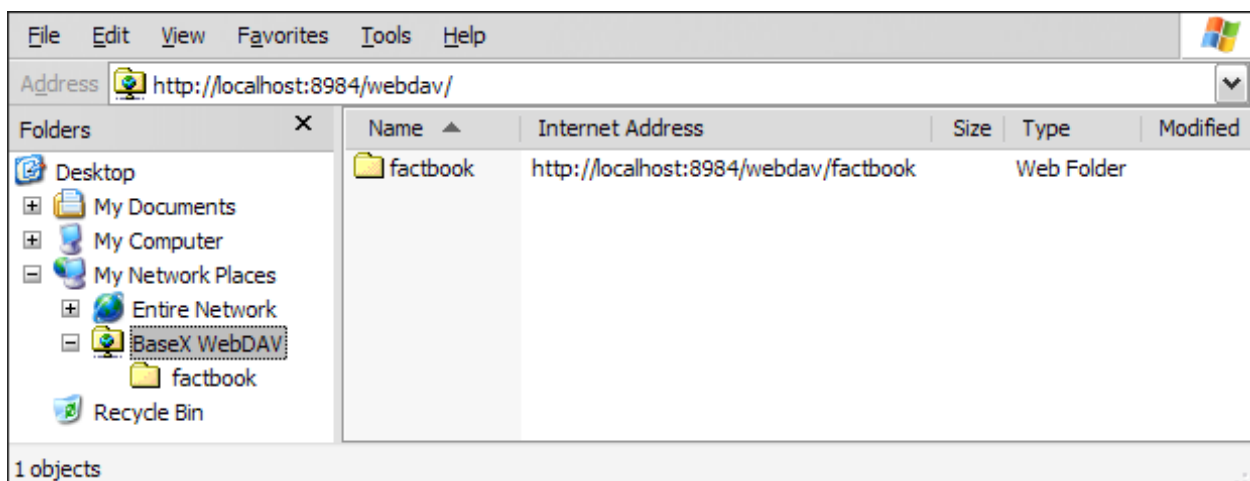 File Edit View Favorites Tools Help
Address http://localhost:8984/webdav/
Folders
Name Internet Address Size Type Modified
factbook http://localhost:8984/webdav/factbook Web Folder
Desktop
My Documents
My Computer
My Network Places
Entire Network
BaseX WebDAV
factbook
Recycle Bin
1 objects